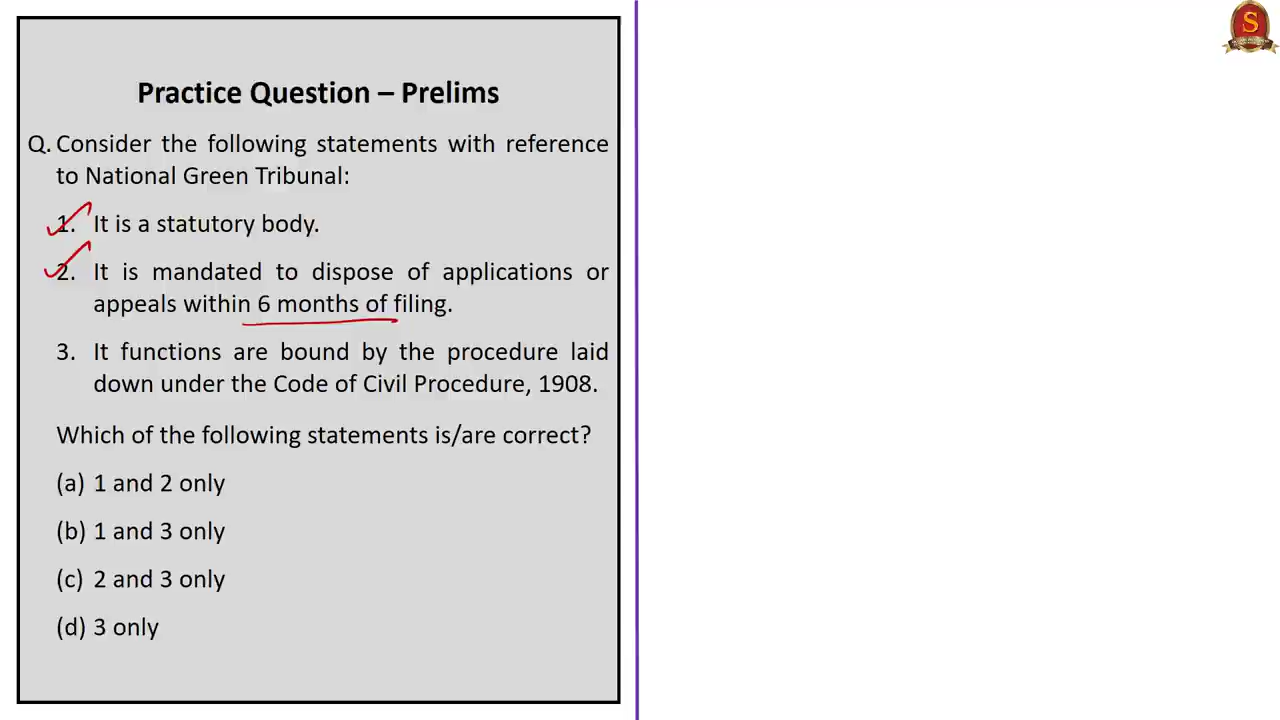 Practice Question – Prelims
Q. Consider the following statements with reference
to National Green Tribunal:
1. It is a statutory body.
2. It is mandated to dispose of applications or
appeals within 6 months of filing.
3. It functions are bound by the procedure laid
down under the Code of Civil Procedure, 1908.
Which of the following statements is/are correct?
(a) 1 and 2 only
(b) 1 and 3 only
(c) 2 and 3 only
(d) 3 only
S